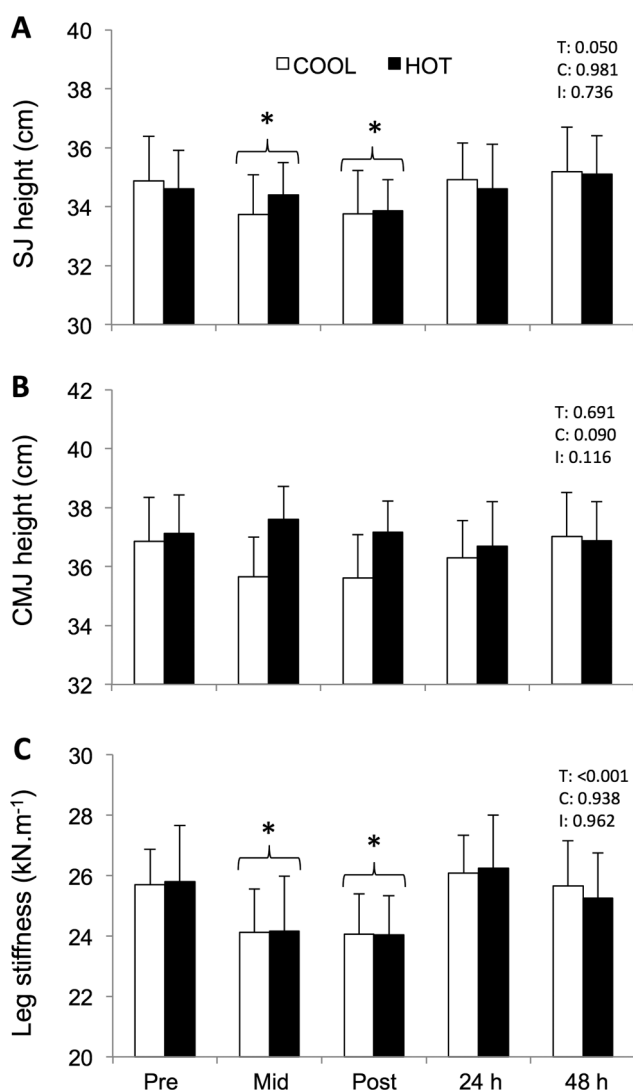 A
40
38
36
34
32
30
SJ height (cm)
COOL HOT
T: 0.050
C: 0.981
I: 0.736
*
*
B
42
40
38
36
34
32
CMJ height (cm)
T: 0.691
C: 0.090
I: 0.116
C
30
28
26
24
22
20
Leg stiffness (kN.m⁻¹)
T: <0.001
C: 0.938
I: 0.962
*
*
Pre Mid Post 24 h 48 h